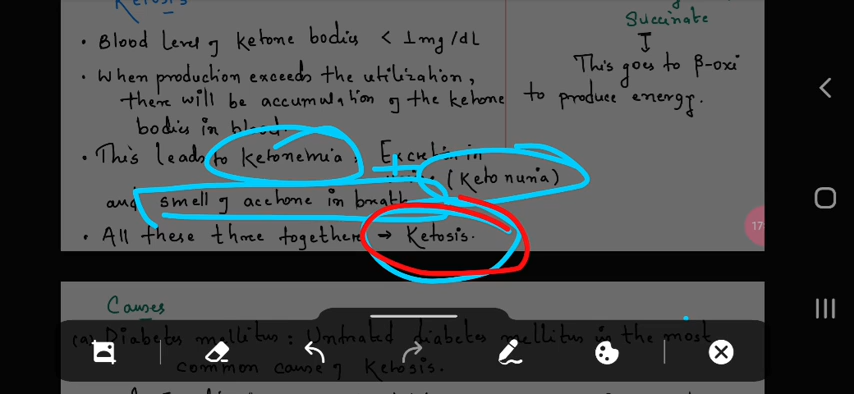 Ketosis
Succinate
• Blood Level of Ketone bodies < 1mg/dL
This goes to β-oxi
to produce energy.
• When production exceeds the utilization,
there will be accumulation of the ketone
bodies in blood.
• This leads to Ketonemia, Excretion in
(Ketonuria)
and smell of acetone in breath
• All these three together → Ketosis.
17
Causes
(a) Diabetes mellitus: Untreated diabetes mellitus is the most
common cause of Ketosis.